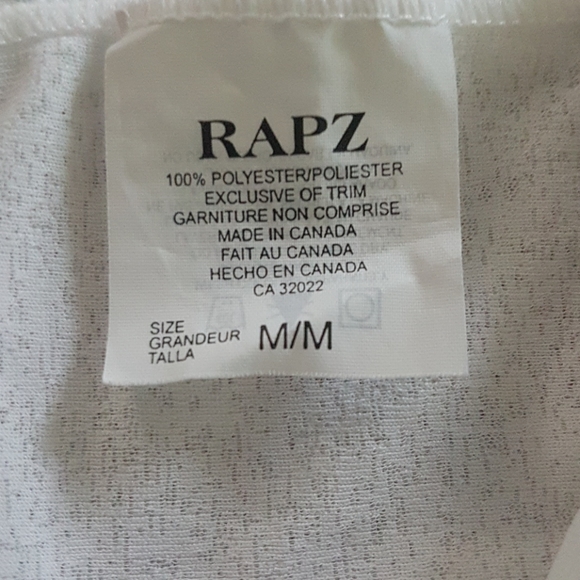 RAPZ
100% POLYESTER/POLIESTER
EXCLUSIVE OF TRIM
GARNITURE NON COMPRISE
MADE IN CANADA
FAIT AU CANADA
HECHO EN CANADA
CA 32022
SIZE
GRANDEUR
TALLA
M/M